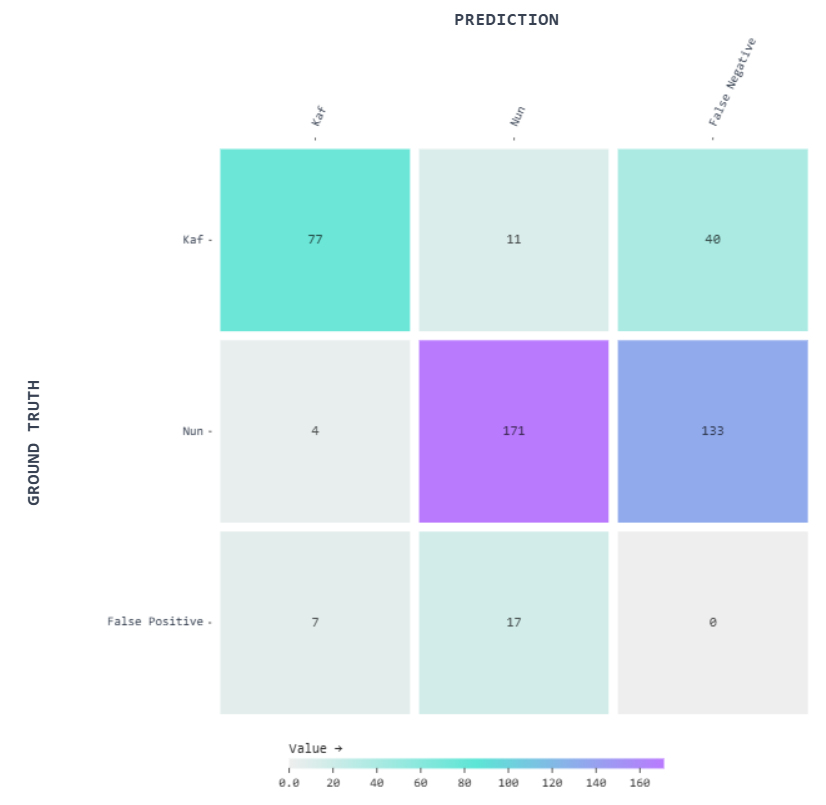 PREDICTION
- Kaf
- Nun
- False Negative
GROUND TRUTH
Kaf - 77 11 40
Nun - 4 171 133
False Positive - 7 17 0
Value →
0.0 20 40 60 80 100 120 140 160